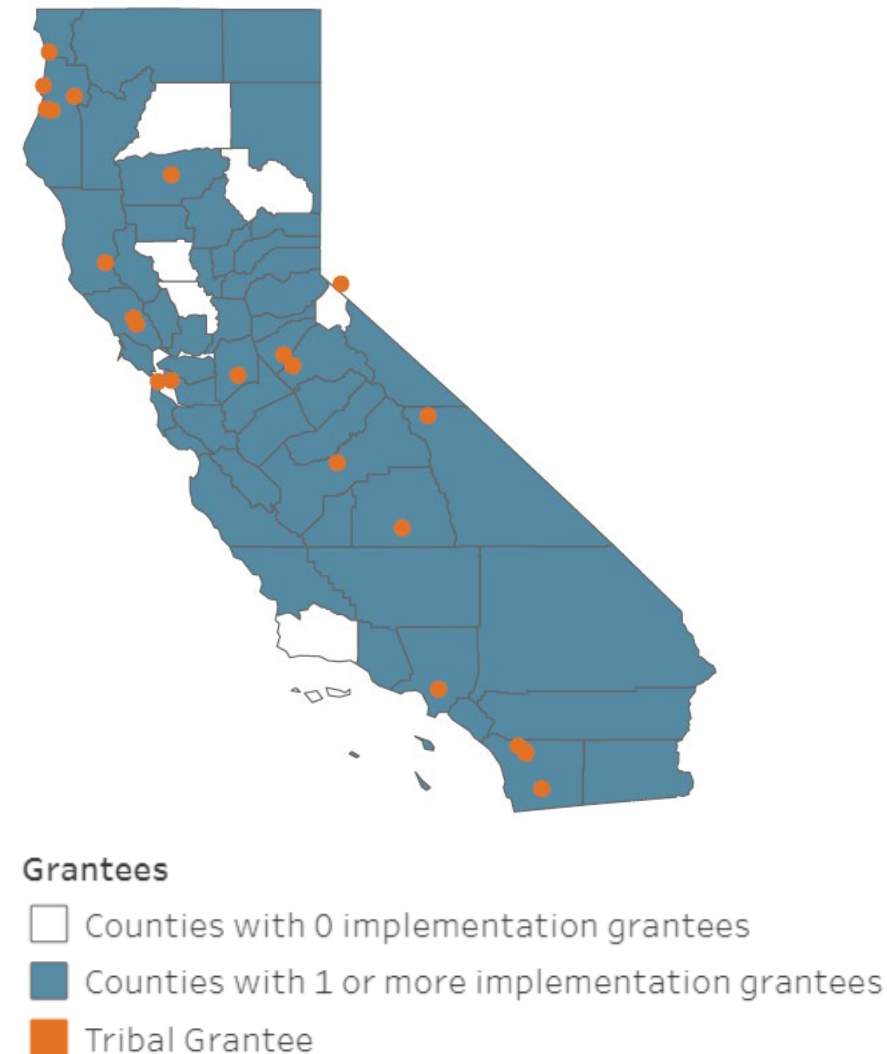 Grantees
Counties with 0 implementation grantees
Counties with 1 or more implementation grantees
Tribal Grantee